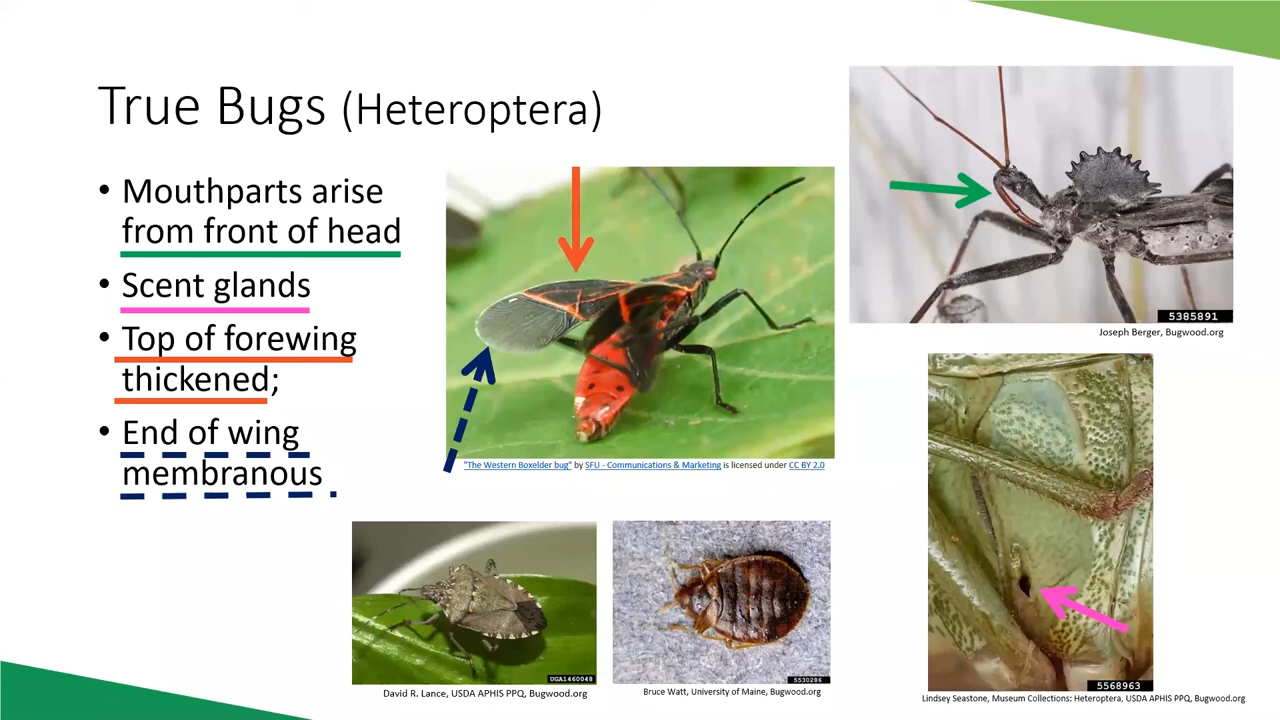 True Bugs (Heteroptera)
• Mouthparts arise
from front of head
• Scent glands
• Top of forewing
thickened;
• End of wing
membranous
"The Western Boxelder bug" by SFU - Communications & Marketing is licensed under CC BY 2.0
5385891
Joseph Berger, Bugwood.org
UGA1460048
David R. Lance, USDA APHIS PPQ, Bugwood.org
5530286
Bruce Watt, University of Maine, Bugwood.org
5568963
Lindsey Seastone, Museum Collections: Heteroptera, USDA APHIS PPQ, Bugwood.org